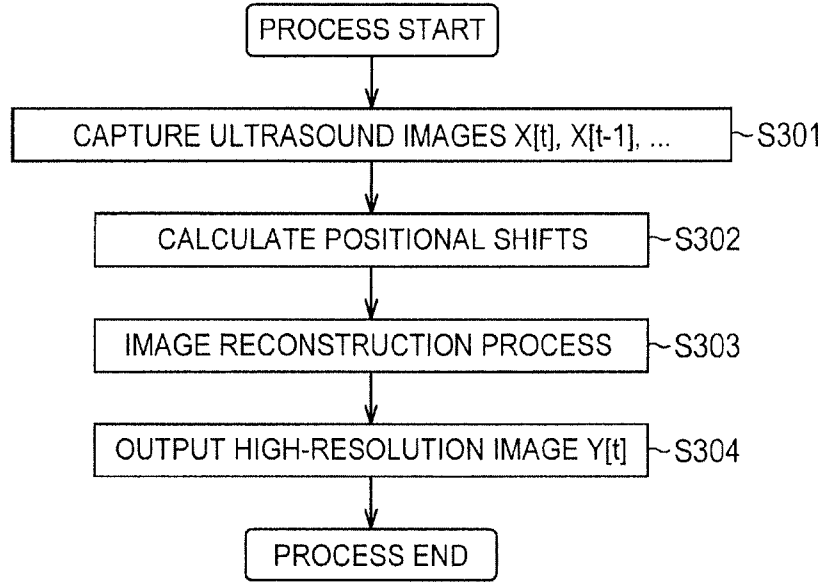 PROCESS START
CAPTURE ULTRASOUND IMAGES X[t], X[t-1], ... ~S301
CALCULATE POSITIONAL SHIFTS ~S302
IMAGE RECONSTRUCTION PROCESS ~S303
OUTPUT HIGH-RESOLUTION IMAGE Y[t] ~S304
PROCESS END